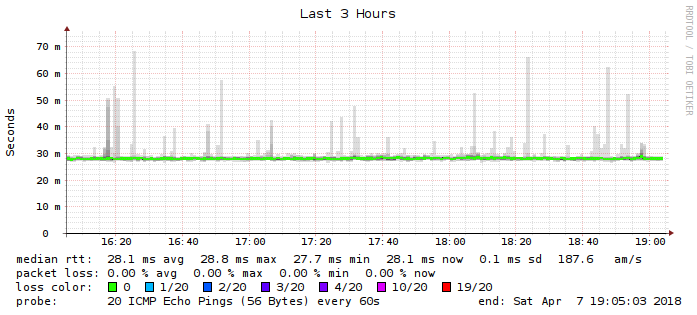 Last 3 Hours
RRDTOOL / TOBI OETIKER
Seconds
70 m
60 m
50 m
40 m
30 m
20 m
10 m
0
16:20 16:40 17:00 17:20 17:40 18:00 18:20 18:40 19:00
median rtt: 28.1 ms avg 28.8 ms max 27.7 ms min 28.1 ms now 0.1 ms sd 187.6 am/s
packet loss: 0.00 % avg 0.00 % max 0.00 % min 0.00 % now
loss color: 0 1/20 2/20 3/20 4/20 10/20 19/20
probe: 20 ICMP Echo Pings (56 Bytes) every 60s end: Sat Apr 7 19:05:03 2018